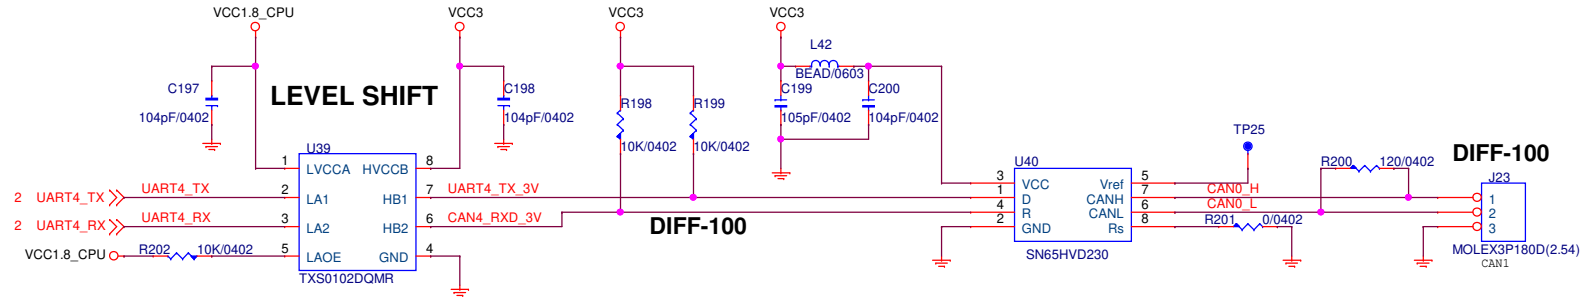 VCC1.8_CPU
VCC3
VCC3
VCC3
L42
BEAD/0603
C197
104pF/0402
LEVEL SHIFT
C198
104pF/0402
R198
10K/0402
R199
10K/0402
C199
105pF/0402
C200
104pF/0402
TP25
U39
1 LVCCA HVCCB 8
2 UART4_TX UART4_TX 2 LA1 HB1 7 UART4_TX_3V
2 UART4_RX UART4_RX 3 LA2 HB2 6 CAN4_RXD_3V
VCC1.8_CPU R202 10K/0402 5 LAOE GND 4
TXS0102DQMR
DIFF-100
U40
3 VCC Vref 5
1 D CANH 7 CAN0_H
4 R CANL 6 CAN0_L
2 GND Rs 8 R201 0/0402
SN65HVD230
R200 120/0402
DIFF-100
J23
1
2
3
MOLEX3P180D(2.54)
CAN1